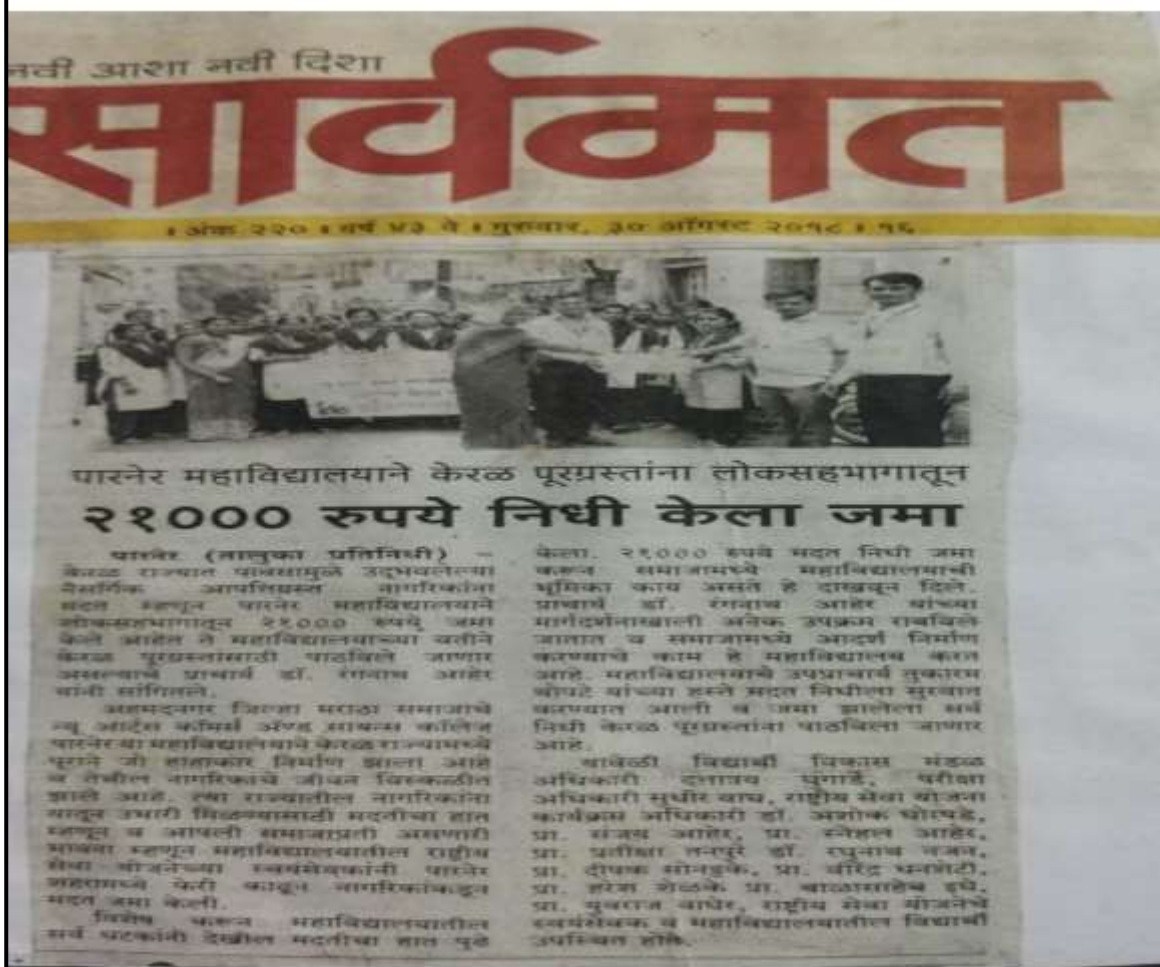 नवी आशा नवी दिशा
सार्वमत
। अंक २२० । वर्ष ४३ वे । गुरुवार, ३० ऑगस्ट २०१८ । १६
पारनेर महाविद्यालयाने केरळ पूरग्रस्तांना लोकसहभागातून
२१००० रुपये निधी केला जमा
पारनेर (तालुका प्रतिनिधी) –
केरळ राज्यात पावसामुळे उद्भवलेल्या
नैसर्गिक आपत्तिग्रस्त नागरिकांना
मदत म्हणून पारनेर महाविद्यालयाने
लोकसहभागातून २१००० रुपये जमा
केले आहेत ते महाविद्यालयाच्या वतीने
केरळ पूरग्रस्तांसाठी पाठविले जाणार
असल्याचे प्राचार्य डॉ. रंगनाथ आहेर
यांनी सांगितले.
अहमदनगर जिल्हा मराठा समाजाचे
न्यू आर्टस कॉमर्स अ‍ॅण्ड सायन्स कॉलेज
पारनेर या महाविद्यालयाने केरळ राज्यामध्ये
पूराने जो हाहाकार निर्माण झाला आहे
व तेथील नागरिकांचे जीवन विस्कळीत
झाले आहे. त्या राज्यातील नागरिकांना
यातून उभारी मिळण्यासाठी मदतीचा हात
म्हणून व आपली समाजाप्रती असणारी
भावना म्हणून महाविद्यालयातील राष्ट्रीय
सेवा योजनेच्या स्वयंसेवकांनी पारनेर
शहरामध्ये फेरी काढून नागरिकांकडून
मदत जमा केली.
विशेष करून महाविद्यालयातील
सर्व घटकांनी देखील मदतीचा हात पुढे
केला. २१००० रुपये मदत निधी जमा
करून समाजामध्ये महाविद्यालयाची
भूमिका काय असते हे दाखवून दिले.
प्राचार्य डॉ. रंगनाथ आहेर यांच्या
मार्गदर्शनाखाली अनेक उपक्रम राबविले
जातात व समाजामध्ये आदर्श निर्माण
करण्याचे काम हे महाविद्यालय करत
आहे. महाविद्यालयाचे उपप्राचार्य तुकाराम
थोपटे यांच्या हस्ते मदत निधीला सुरवात
करण्यात आली व जमा झालेला सर्व
निधी केरळ पूरग्रस्तांना पाठविला जाणार
आहे.
यावेळी विद्यार्थी विकास मंडळ
अधिकारी दत्तात्रय घुंगार्डे, परीक्षा
अधिकारी सुधीर वाघ, राष्ट्रीय सेवा योजना
कार्यक्रम अधिकारी डॉ. अशोक घोरपडे,
प्रा. संजय आहेर, प्रा. स्नेहल आहेर,
प्रा. प्रतीक्षा तनपुरे डॉ. रघुनाथ नजन,
प्रा. दीपक सोनटक्के, प्रा. वीरेंद्र धनशेटी,
प्रा. हरेश शेळके प्रा. बाळासाहेब इघे,
प्रा. युवराज वाघेर, राष्ट्रीय सेवा योजनेचे
स्वयंसेवक व महाविद्यालयातील विद्यार्थी
उपस्थित होते.